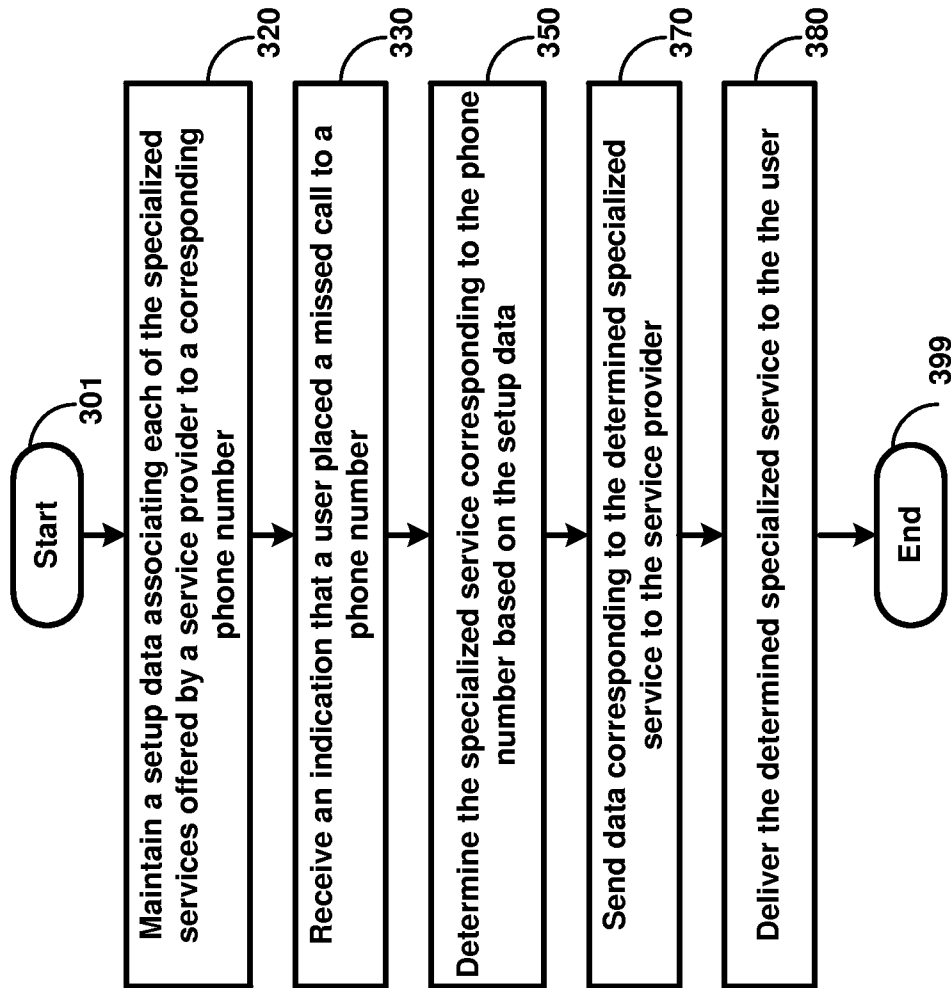 Start
301
Maintain a setup data associating each of the specialized
services offered by a service provider to a corresponding
phone number
320
Receive an indication that a user placed a missed call to a
phone number
330
Determine the specialized service corresponding to the phone
number based on the setup data
350
Send data corresponding to the determined specialized
service to the service provider
370
Deliver the determined specialized service to the user
380
End
399